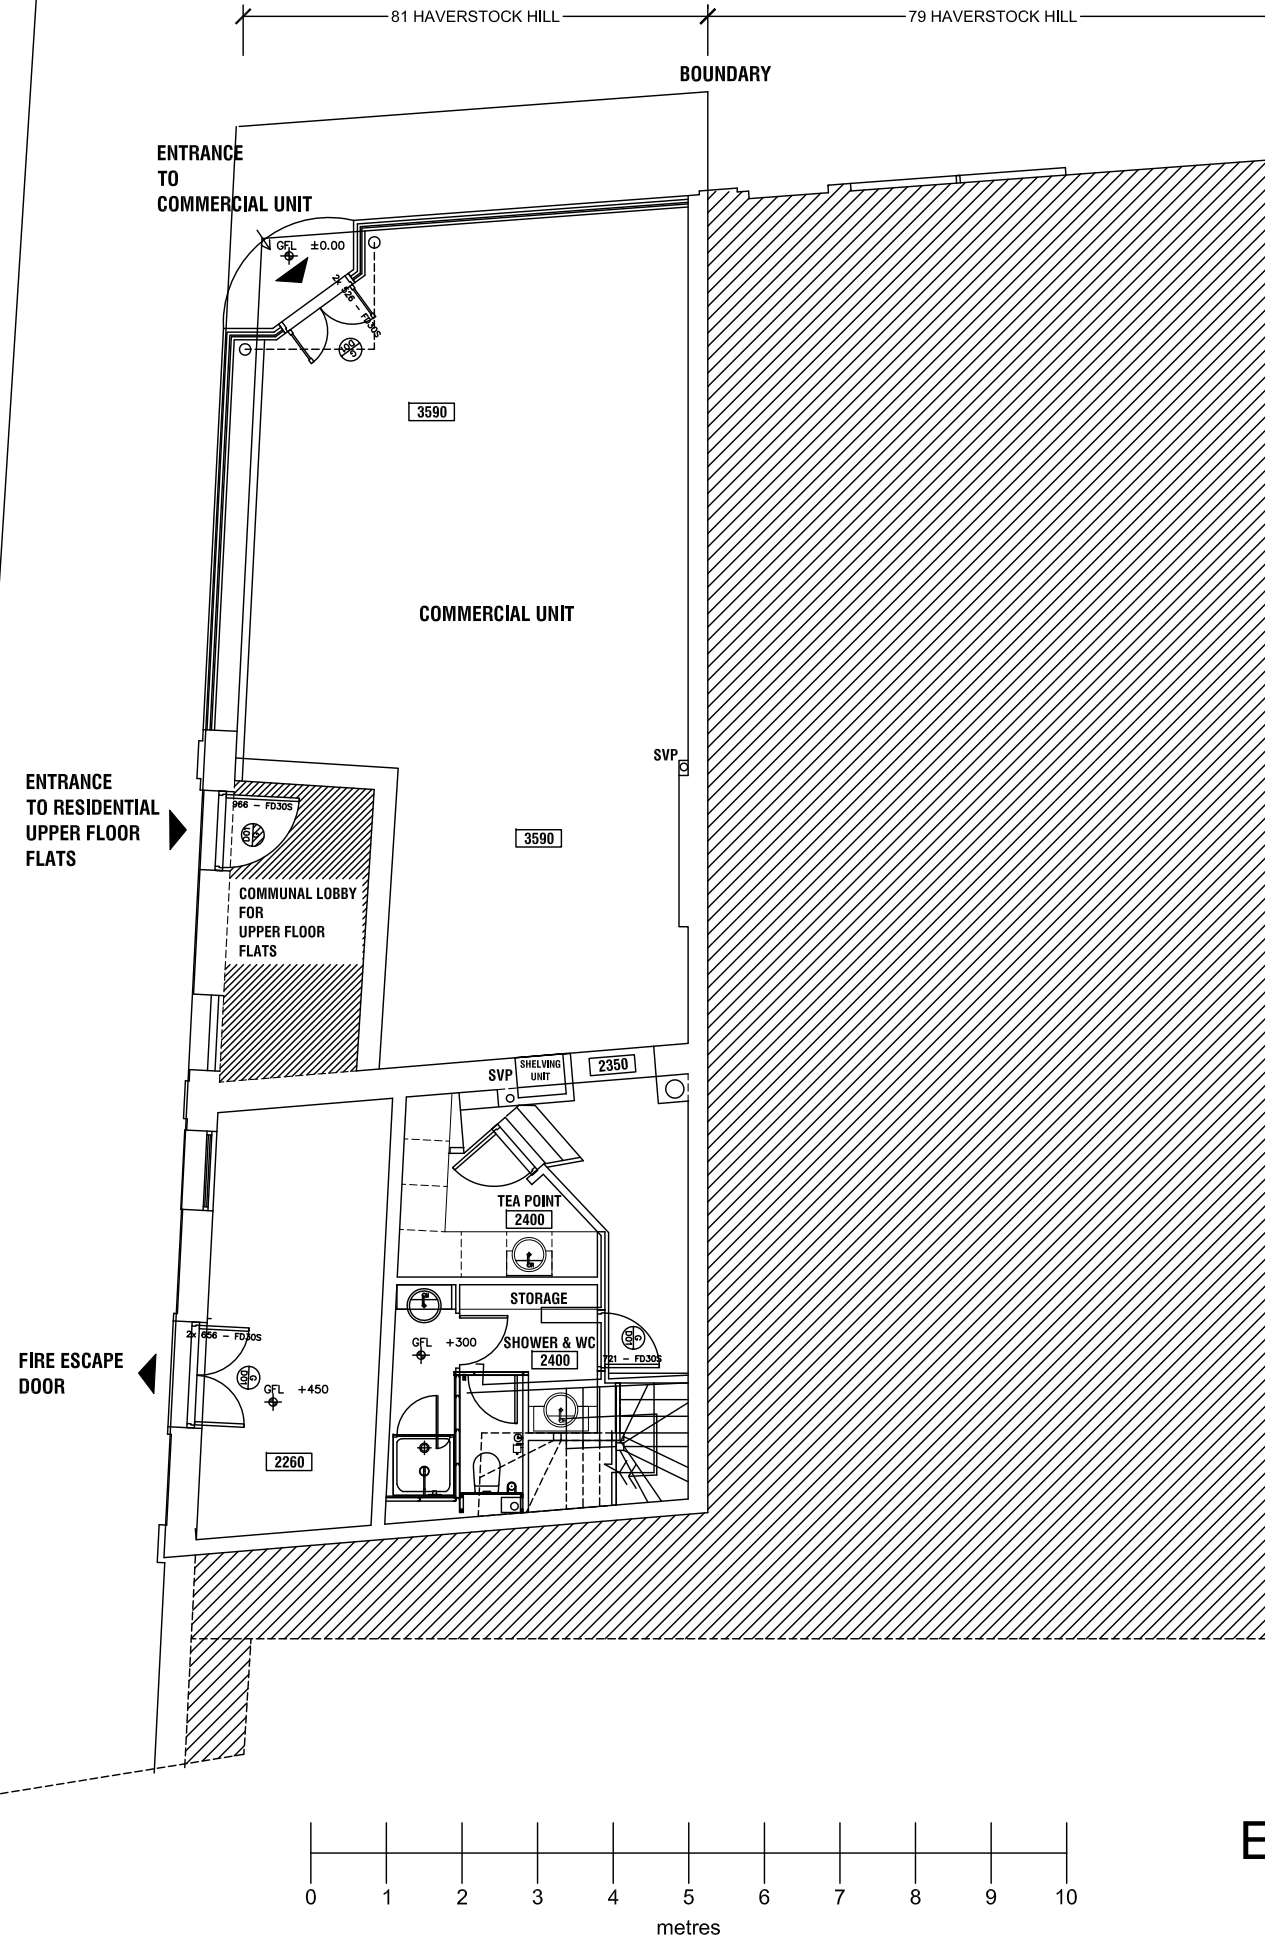 81 HAVERSTOCK HILL
79 HAVERSTOCK HILL
BOUNDARY
ENTRANCE
TO
COMMERCIAL UNIT
GFL ±0.00
3590
COMMERCIAL UNIT
SVP
ENTRANCE
TO RESIDENTIAL
UPPER FLOOR
FLATS
966 - FD30S
3590
COMMUNAL LOBBY
FOR
UPPER FLOOR
FLATS
SVP
SHELVING
UNIT
2350
TEA POINT
2400
STORAGE
GFL +300
SHOWER & WC
2400
G
D01
721 - FD30S
2x 656 - FD30S
FIRE ESCAPE
DOOR
G
D01
GFL +450
2260
0 1 2 3 4 5 6 7 8 9 10
metres
E